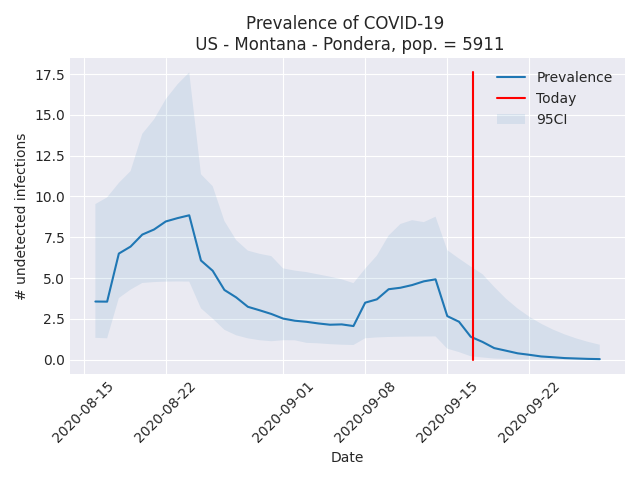 Prevalence of COVID-19
US - Montana - Pondera, pop. = 5911
17.5
15.0
12.5
10.0
7.5
5.0
2.5
0.0
# undetected infections
Prevalence
Today
95CI
2020-08-15
2020-08-22
2020-09-01
2020-09-08
2020-09-15
2020-09-22
Date